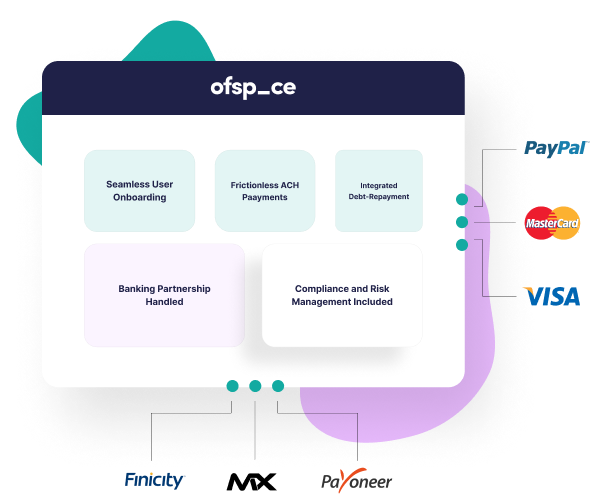 ofsp_ce
Seamless User
Onboarding
Frictionless ACH
Paayments
Integrated
Debt-Repayment
Banking Partnership
Handled
Compliance and Risk
Management Included
PayPal
MasterCard
VISA
Finicity
MX
Payoneer